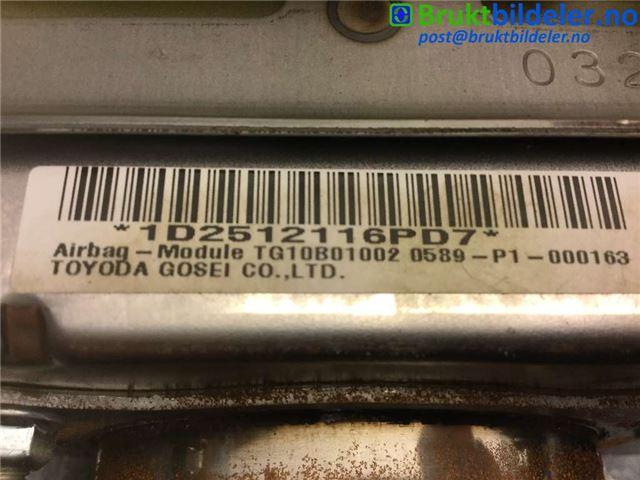 Bruktbildeler.no
post@bruktbildeler.no
032
*1D2512116PD7*
Airbag-Module TG10B01002 0589-P1-000163
TOYODA GOSEI CO.,LTD.